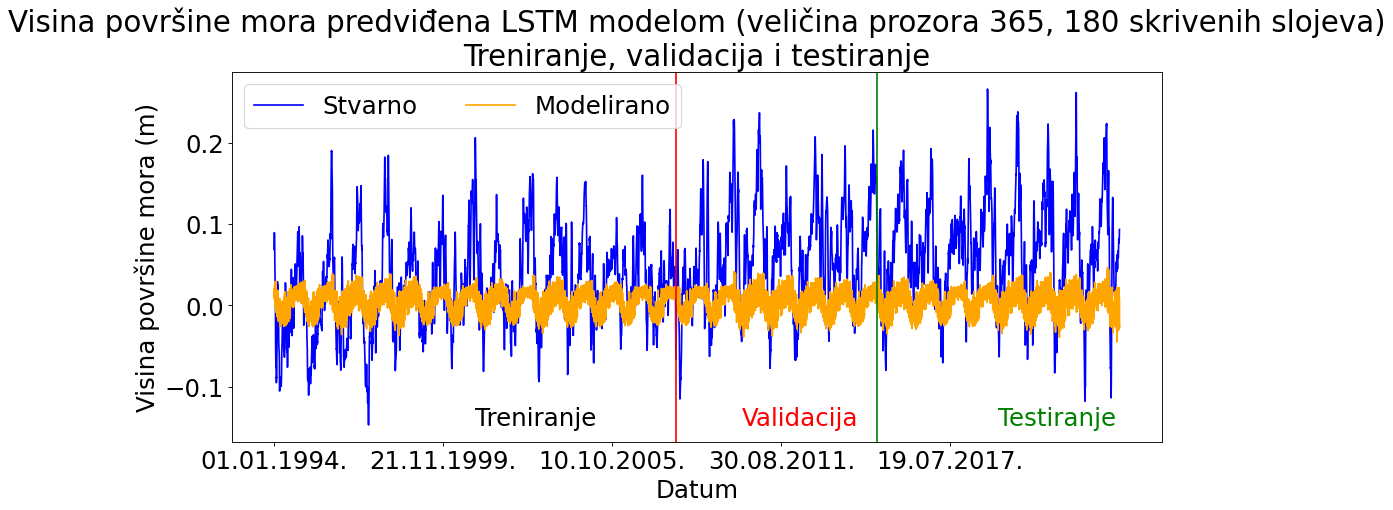 Visina površine mora predviđena LSTM modelom (veličina prozora 365, 180 skrivenih slojeva)
Treniranje, validacija i testiranje
Stvarno
Modelirano
Visina površine mora (m)
0.2
0.1
0.0
−0.1
Treniranje
Validacija
Testiranje
01.01.1994.
21.11.1999.
10.10.2005.
30.08.2011.
19.07.2017.
Datum